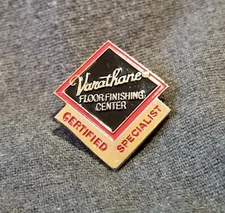 Varathane
FLOOR FINISHING
CENTER
CERTIFIED
SPECIALIST